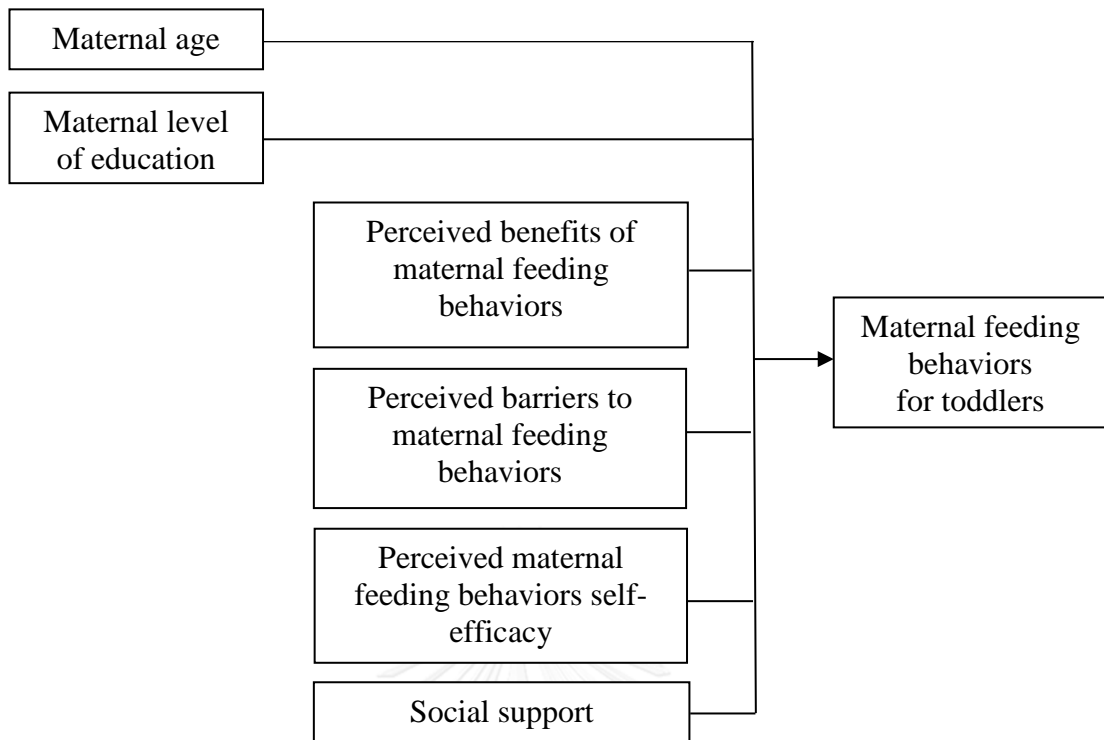 Maternal age
Maternal level
of education
Perceived benefits of
maternal feeding
behaviors
Perceived barriers to
maternal feeding
behaviors
Perceived maternal
feeding behaviors self-
efficacy
Social support
Maternal feeding
behaviors
for toddlers